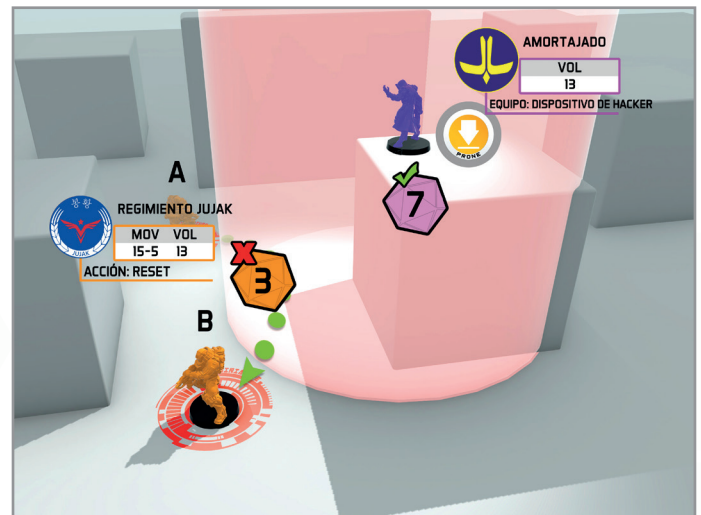 AMORTAJADO
VOL
13
EQUIPO: DISPOSITIVO DE HACKER
PRONE
7
A
REGIMIENTO JUJAK
MOV VOL
15-5 13
JUJAK
ACCIÓN: RESET
3
B